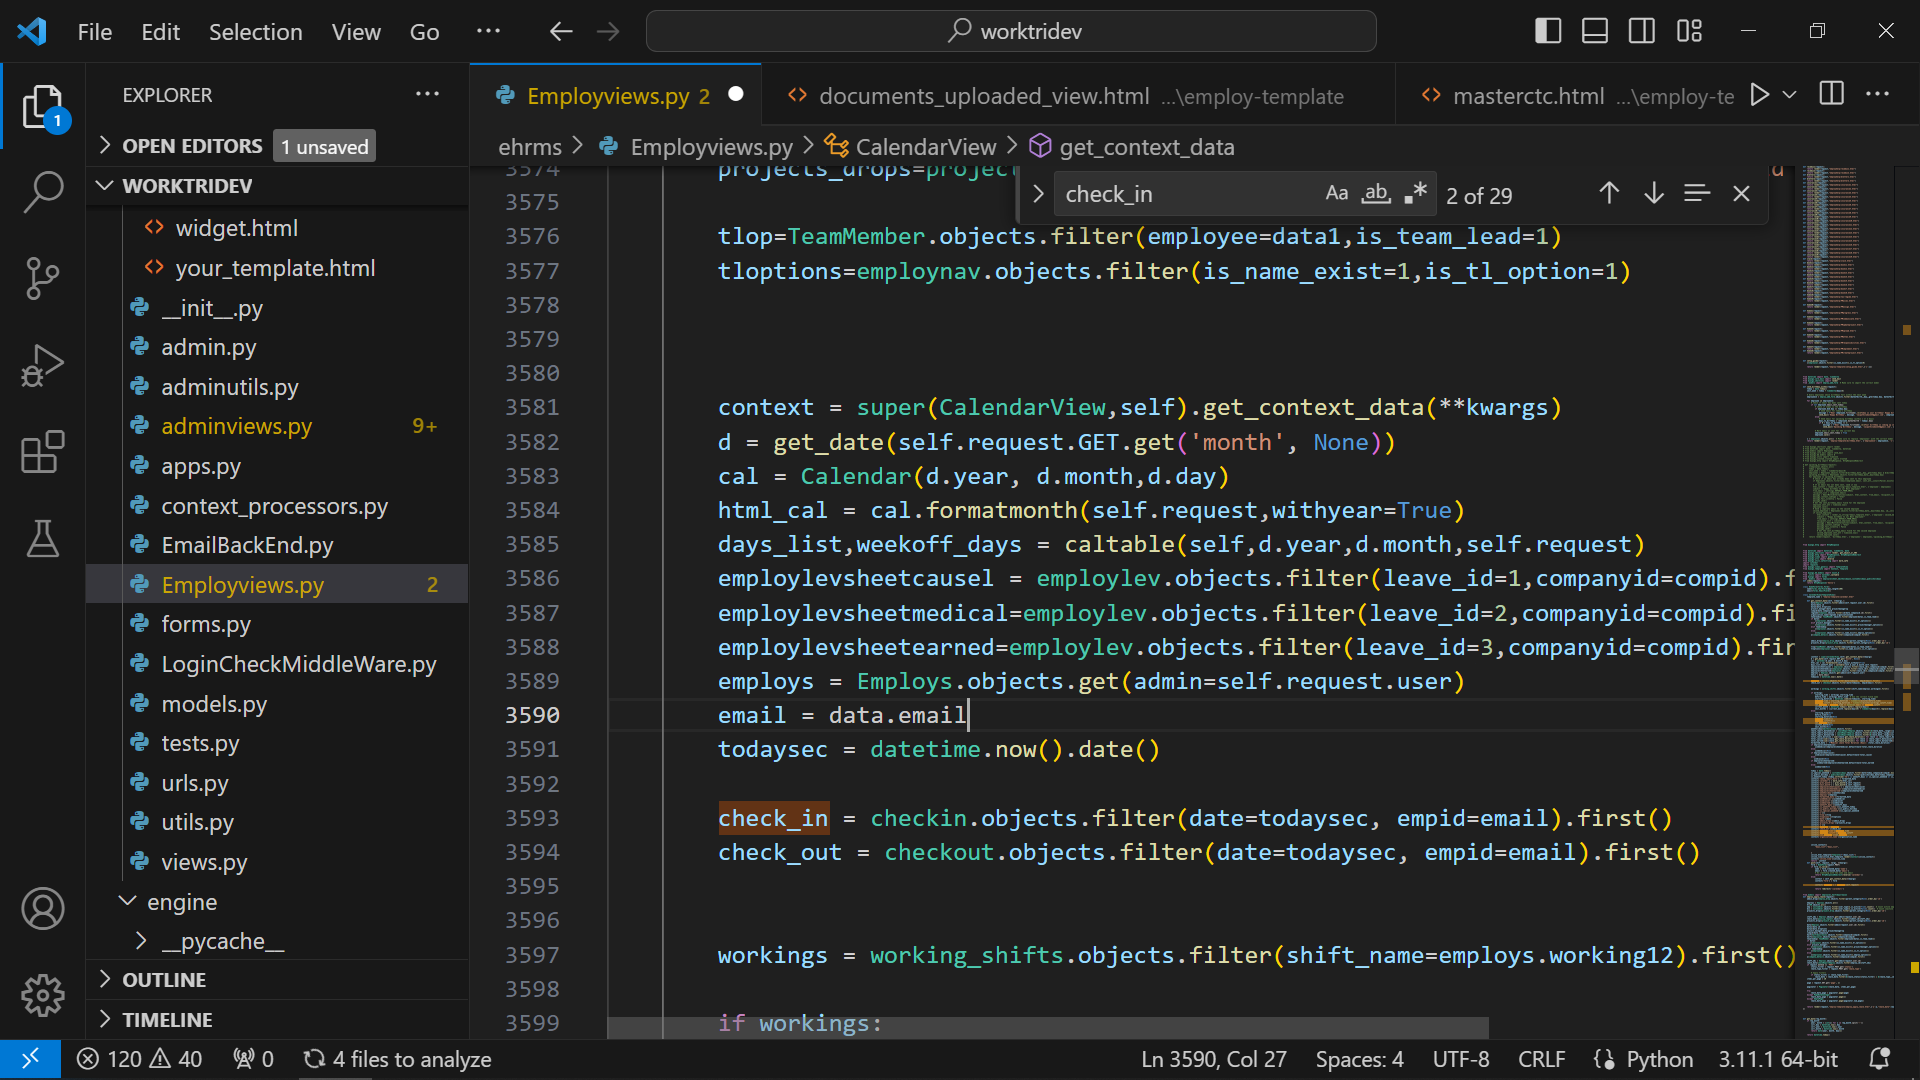 File Edit Selection View Go ··· worktridev
EXPLORER
OPEN EDITORS 1 unsaved
WORKTRIDEV
widget.html
your_template.html
__init__.py
admin.py
adminutils.py
adminviews.py 9+
apps.py
context_processors.py
EmailBackEnd.py
Employviews.py 2
forms.py
LoginCheckMiddleWare.py
models.py
tests.py
urls.py
utils.py
views.py
engine
__pycache__
OUTLINE
TIMELINE
1
Employviews.py 2 documents_uploaded_view.html ...\employ-template masterctc.html ...\employ-te
ehrms > Employviews.py > CalendarView > get_context_data
check_in Aa ab 2 of 29
3574 projects_drops=project
3575
3576 tlop=TeamMember.objects.filter(employee=data1,is_team_lead=1)
3577 tloptions=employnav.objects.filter(is_name_exist=1,is_tl_option=1)
3578
3579
3580
3581 context = super(CalendarView,self).get_context_data(**kwargs)
3582 d = get_date(self.request.GET.get('month', None))
3583 cal = Calendar(d.year, d.month,d.day)
3584 html_cal = cal.formatmonth(self.request,withyear=True)
3585 days_list,weekoff_days = caltable(self,d.year,d.month,self.request)
3586 employlevsheetcausel = employlev.objects.filter(leave_id=1,companyid=compid).f
3587 employlevsheetmedical=employlev.objects.filter(leave_id=2,companyid=compid).fi
3588 employlevsheetearned=employlev.objects.filter(leave_id=3,companyid=compid).fir
3589 employs = Employs.objects.get(admin=self.request.user)
3590 email = data.email
3591 todaysec = datetime.now().date()
3592
3593 check_in = checkin.objects.filter(date=todaysec, empid=email).first()
3594 check_out = checkout.objects.filter(date=todaysec, empid=email).first()
3595
3596
3597 workings = working_shifts.objects.filter(shift_name=employs.working12).first()
3598
3599 if workings:
120 40 0 4 files to analyze Ln 3590, Col 27 Spaces: 4 UTF-8 CRLF Python 3.11.1 64-bit